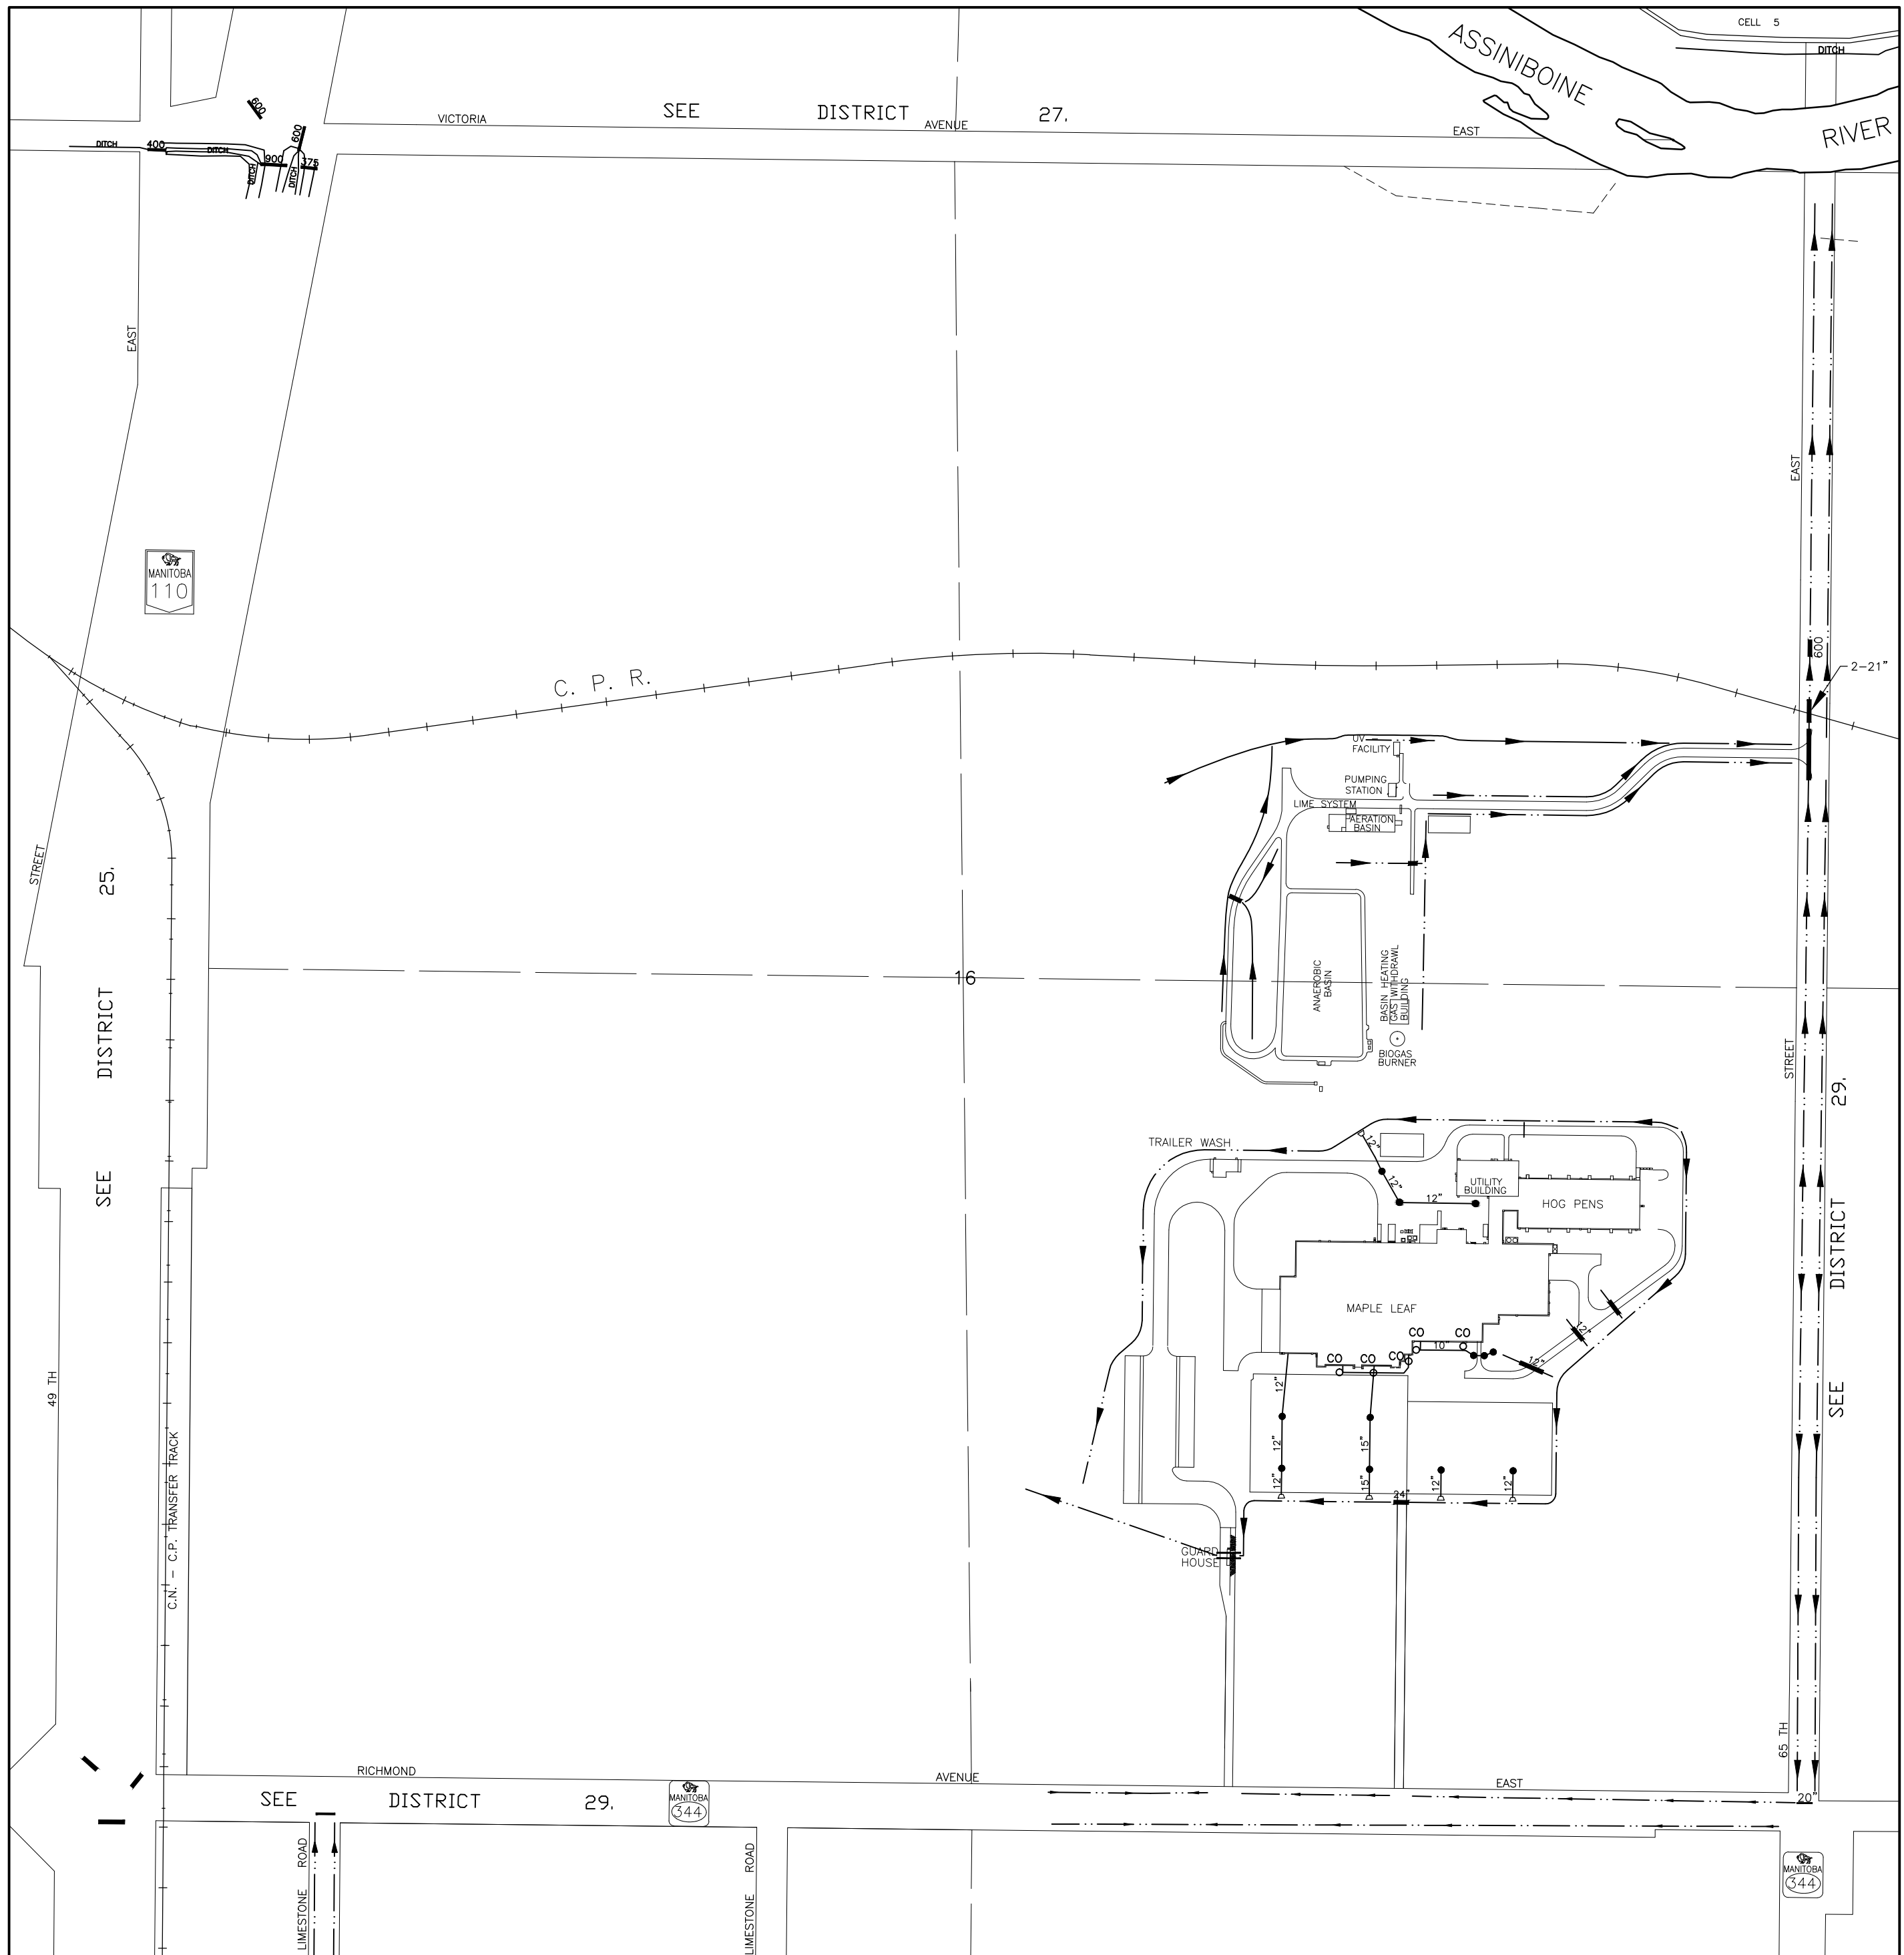 CELL 5
DITCH
ASSINIBOINE
RIVER
SEE DISTRICT 27.
VICTORIA AVENUE EAST
600
600
DITCH
400
DITCH
900
375
DITCH
DITCH
EAST
EAST
MANITOBA
110
C. P. R.
600
2-21"
UV
FACILITY
PUMPING
STATION
LIME SYSTEM
AERATION
BASIN
STREET
SEE DISTRICT 25.
16
ANAEROBIC
BASIN
BASIN HEATING
GAS WITHDRAWL
BUILDING
BIOGAS
BURNER
STREET
SEE DISTRICT 29.
TRAILER WASH
12"
12"
12"
UTILITY
BUILDING
HOG PENS
MAPLE LEAF
CO
CO
10"
CO
CO
CO
12"
12"
12"
12"
12"
15"
15"
12"
12"
24"
49 TH
C.N. - C.P. TRANSFER TRACK
GUARD
HOUSE
65 TH
RICHMOND AVENUE EAST
20"
SEE DISTRICT 29.
MANITOBA
344
LIMESTONE ROAD
LIMESTONE ROAD
MANITOBA
344